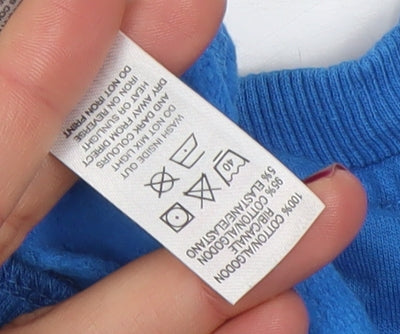 100% COTTON/ALGODON
RIB/CANALE
95% COTTON/ALGODON
5% ELASTANE/ELASTANO
40
WASH INSIDE OUT
DO NOT MIX LIGHT
AND DARK COLOURS
DRY AWAY FROM DIRECT
HEAT OR SUNLIGHT
IRON ON REVERSE
DO NOT IRON PRINT